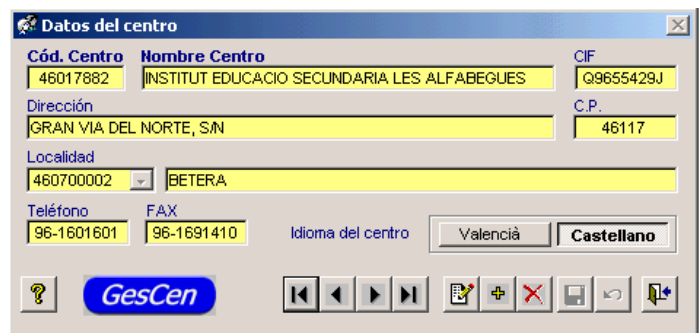 Datos del centro
Cód. Centro Nombre Centro CIF
46017882 INSTITUT EDUCACIO SECUNDARIA LES ALFABEGUES Q9655429J
Dirección C.P.
GRAN VIA DEL NORTE, S/N 46117
Localidad
460700002 BETERA
Teléfono FAX
96-1601601 96-1691410 Idioma del centro Valencià Castellano
? GesCen